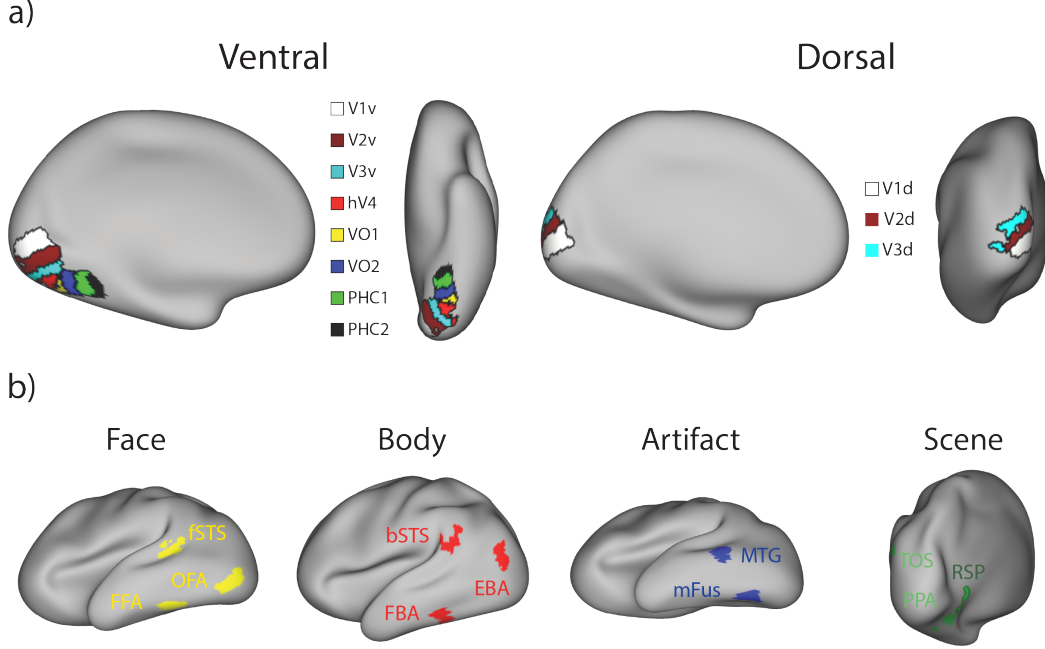 a)
Ventral
Dorsal
V1v
V2v
V3v
hV4
VO1
VO2
PHC1
PHC2
V1d
V2d
V3d
b)
Face
Body
Artifact
Scene
fSTS
OFA
FFA
bSTS
EBA
FBA
MTG
mFus
TOS
RSP
PPA